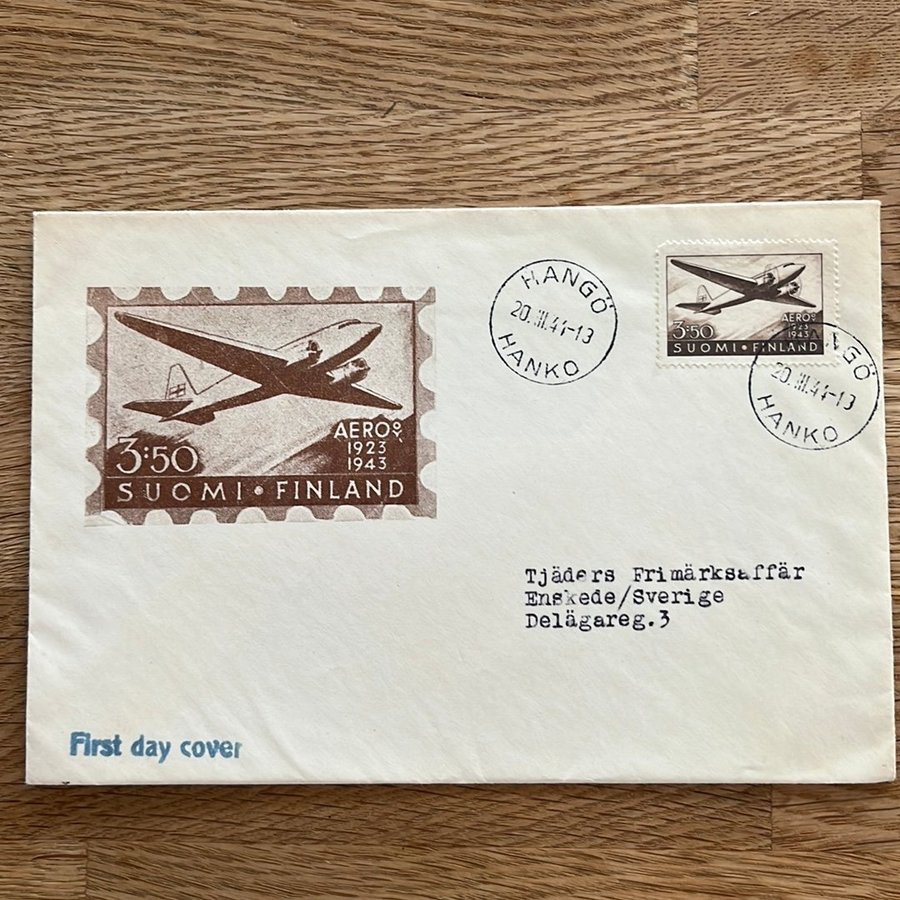 HANGÖ
20.III.44-13
HANKO
AERO O/Y
1923
1943
3:50
SUOMI • FINLAND
HANGÖ
20.III.44-13
HANKO
AERO O/Y
1923
1943
3:50
SUOMI • FINLAND
Tjäders Frimärksaffär
Enskede/Sverige
Delägareg.3
First day cover